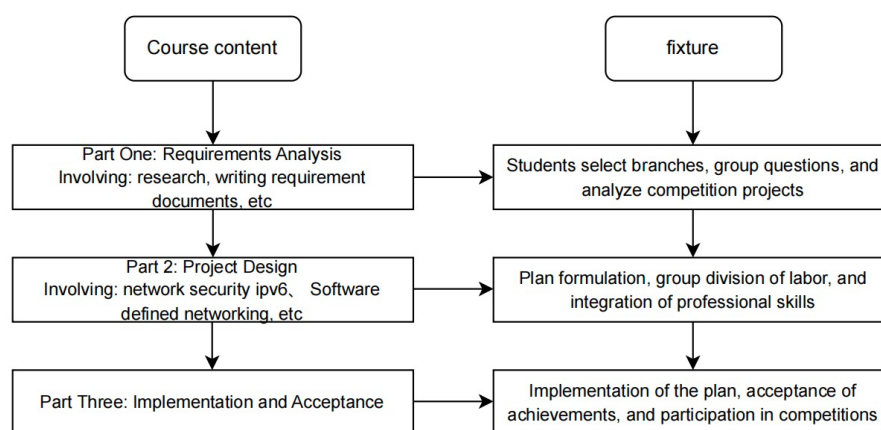 Course content
fixture
Part One: Requirements Analysis
Involving: research, writing requirement
documents, etc
Students select branches, group questions, and
analyze competition projects
Part 2: Project Design
Involving: network security ipv6、 Software
defined networking, etc
Plan formulation, group division of labor, and
integration of professional skills
Part Three: Implementation and Acceptance
Implementation of the plan, acceptance of
achievements, and participation in competitions